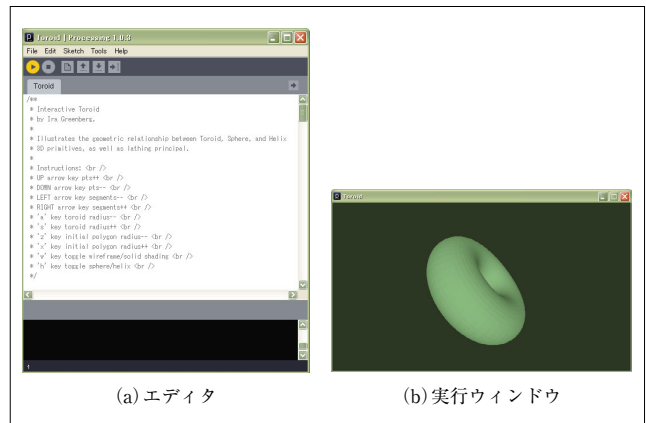 Toroid | Processing 1.0.3
File Edit Sketch Tools Help
Toroid
/**
* Interactive Toroid
* by Ira Greenberg.
*
* Illustrates the geometric relationship between Toroid, Sphere, and Helix
* 3D primitives, as well as lathing principal.
*
* Instructions: <br />
* UP arrow key pts++ <br />
* DOWN arrow key pts-- <br />
* LEFT arrow key segments-- <br />
* RIGHT arrow key segments++ <br />
* 'a' key toroid radius-- <br />
* 's' key toroid radius++ <br />
* 'z' key initial polygon radius-- <br />
* 'x' key initial polygon radius++ <br />
* 'w' key toggle wireframe/solid shading <br />
* 'h' key toggle sphere/helix <br />
*/
1
Toroid
(a)エディタ
(b)実行ウィンドウ